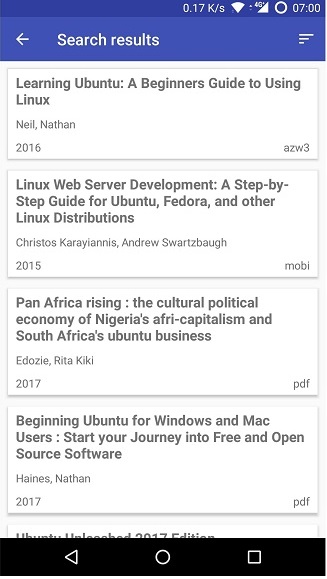 0.17 K/s 4G 07:00
Search results
Learning Ubuntu: A Beginners Guide to Using
Linux
Neil, Nathan
2016 azw3
Linux Web Server Development: A Step-by-
Step Guide for Ubuntu, Fedora, and other
Linux Distributions
Christos Karayiannis, Andrew Swartzbaugh
2015 mobi
Pan Africa rising : the cultural political
economy of Nigeria's afri-capitalism and
South Africa's ubuntu business
Edozie, Rita Kiki
2017 pdf
Beginning Ubuntu for Windows and Mac
Users : Start your Journey into Free and Open
Source Software
Haines, Nathan
2017 pdf
Ubuntu Unleashed 2017 Edition